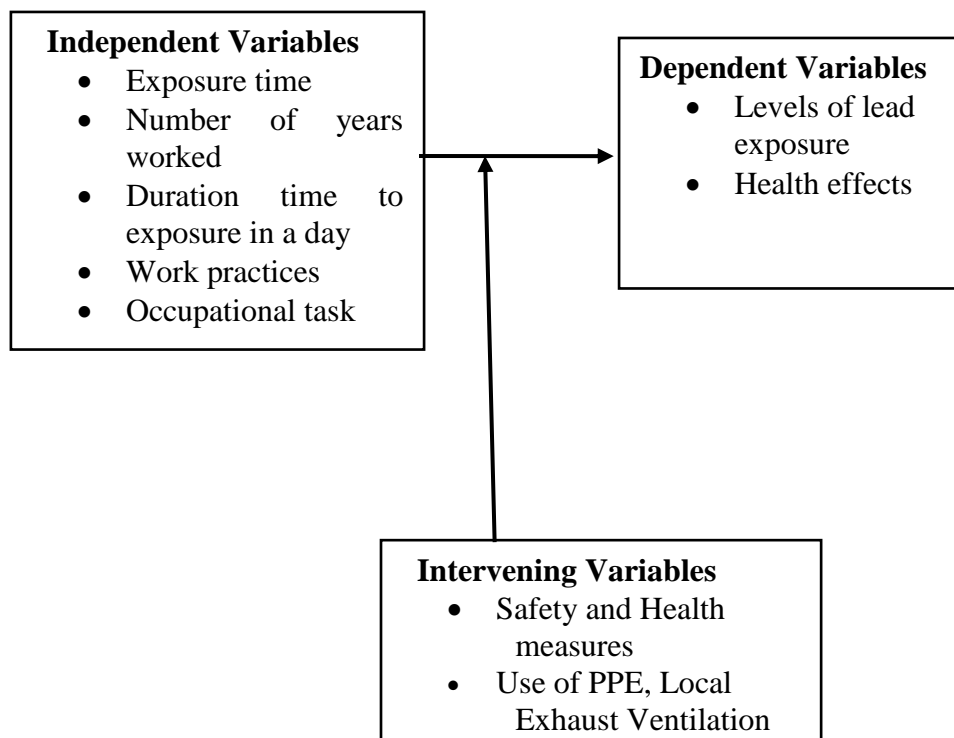 Independent Variables
• Exposure time
• Number of years
worked
• Duration time to
exposure in a day
• Work practices
• Occupational task
Dependent Variables
• Levels of lead
exposure
• Health effects
Intervening Variables
• Safety and Health
measures
• Use of PPE, Local
Exhaust Ventilation